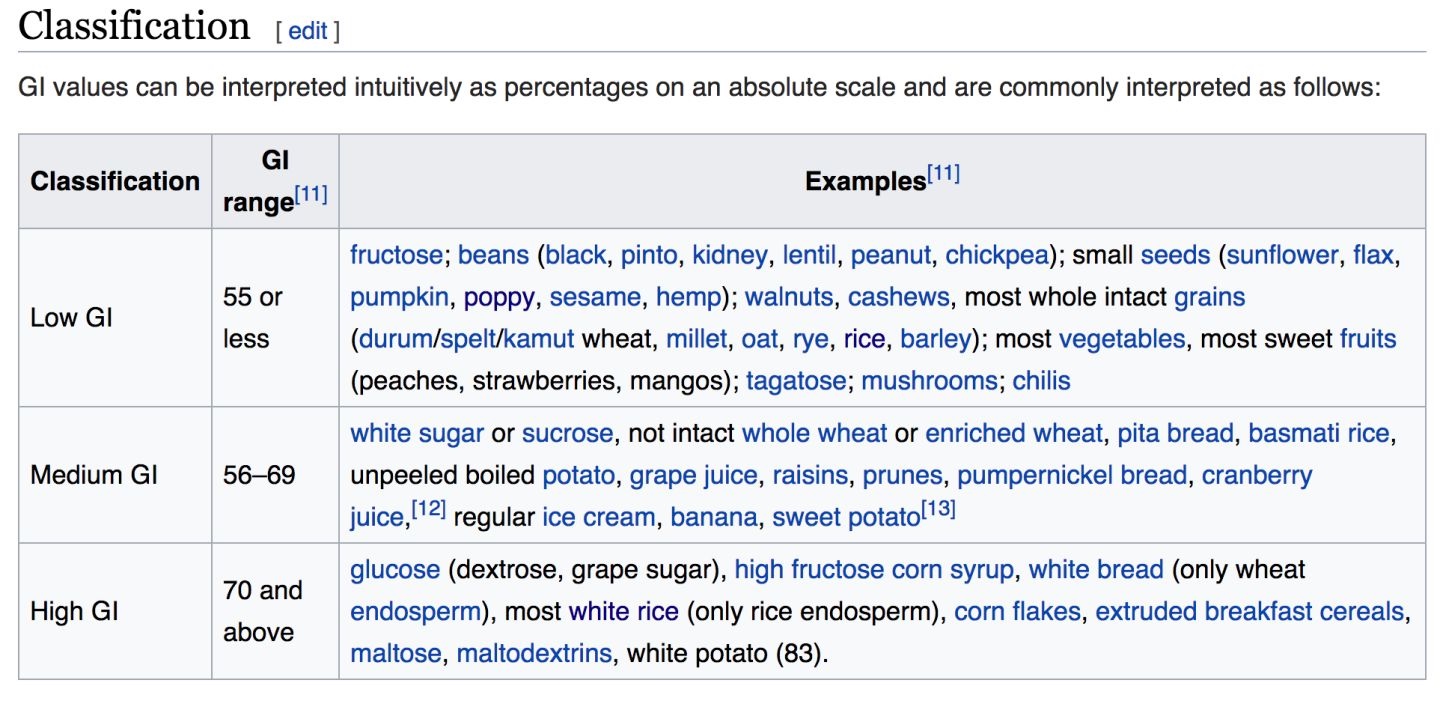 Classification [ edit ]
GI values can be interpreted intuitively as percentages on an absolute scale and are commonly interpreted as follows:
Classification
GI
range[11]
Examples[11]
Low GI
55 or
less
fructose; beans (black, pinto, kidney, lentil, peanut, chickpea); small seeds (sunflower, flax,
pumpkin, poppy, sesame, hemp); walnuts, cashews, most whole intact grains
(durum/spelt/kamut wheat, millet, oat, rye, rice, barley); most vegetables, most sweet fruits
(peaches, strawberries, mangos); tagatose; mushrooms; chilis
Medium GI
56–69
white sugar or sucrose, not intact whole wheat or enriched wheat, pita bread, basmati rice,
unpeeled boiled potato, grape juice, raisins, prunes, pumpernickel bread, cranberry
juice,[12] regular ice cream, banana, sweet potato[13]
High GI
70 and
above
glucose (dextrose, grape sugar), high fructose corn syrup, white bread (only wheat
endosperm), most white rice (only rice endosperm), corn flakes, extruded breakfast cereals,
maltose, maltodextrins, white potato (83).